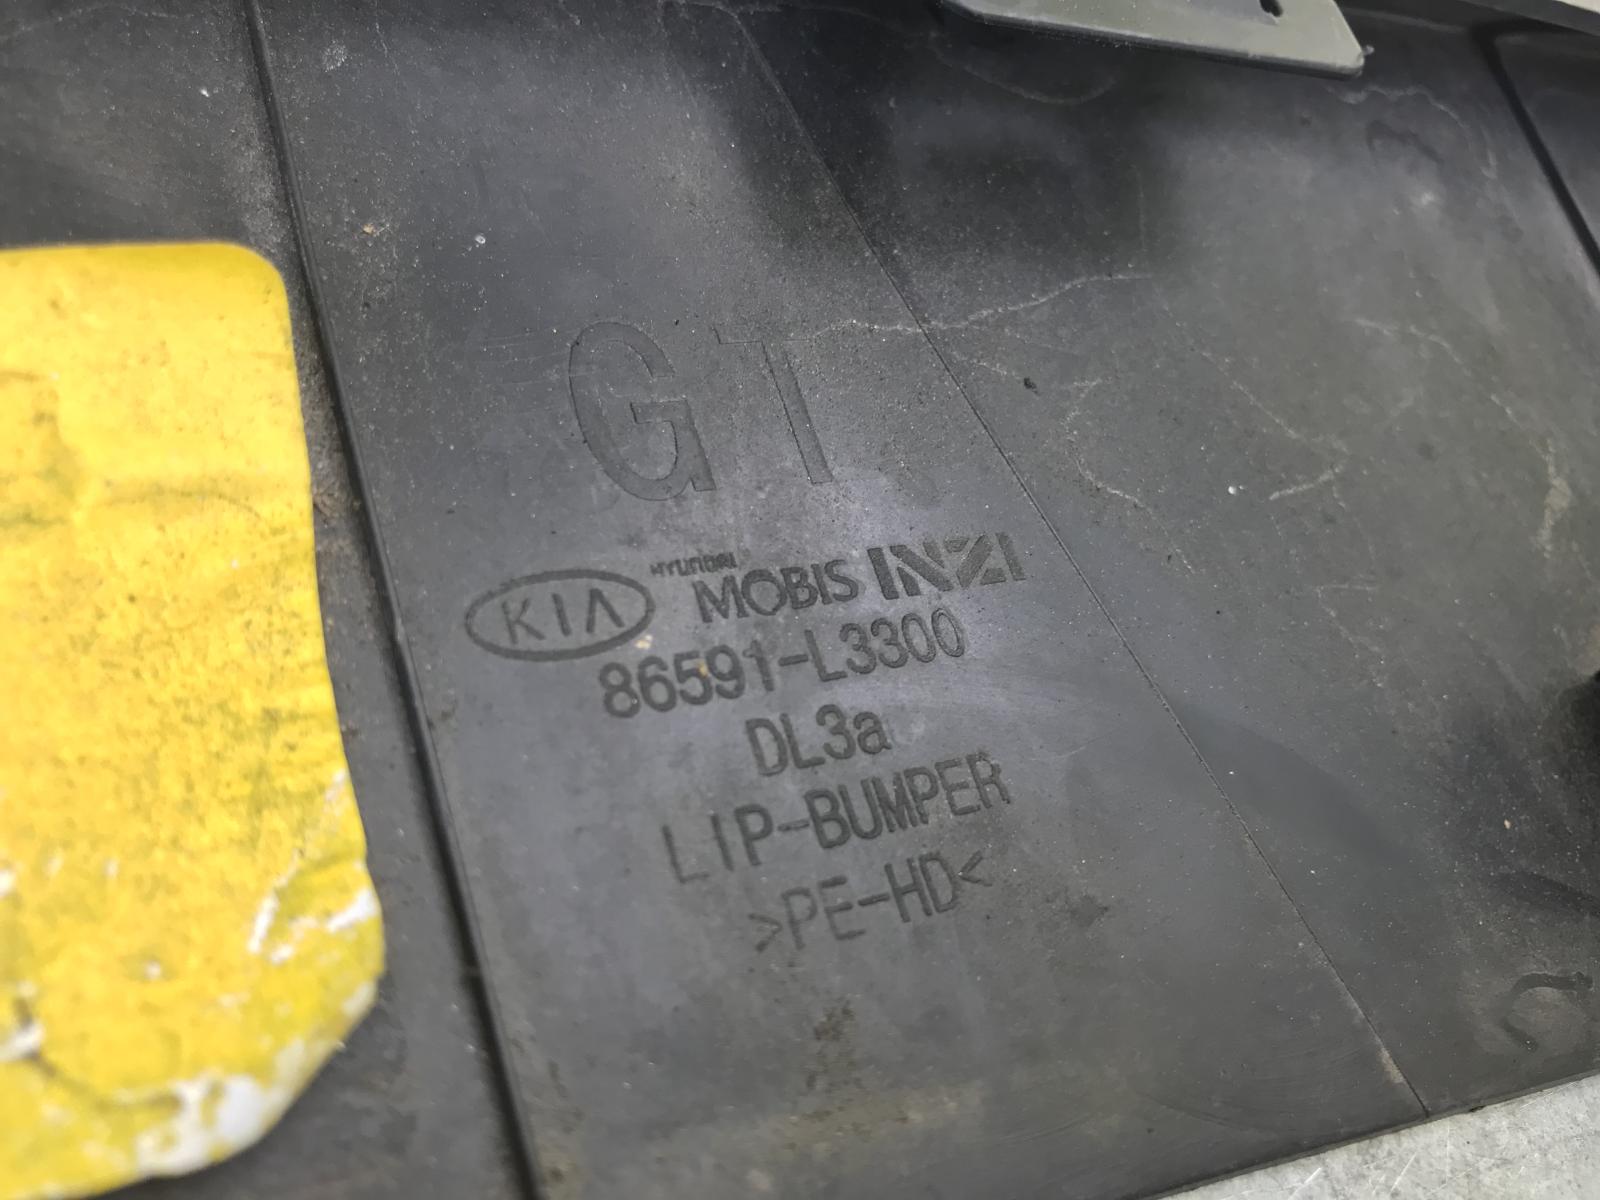 GT
KIA HYUNDAI MOBIS INZI
86591-L3300
DL3a
LIP-BUMPER
>PE-HD<